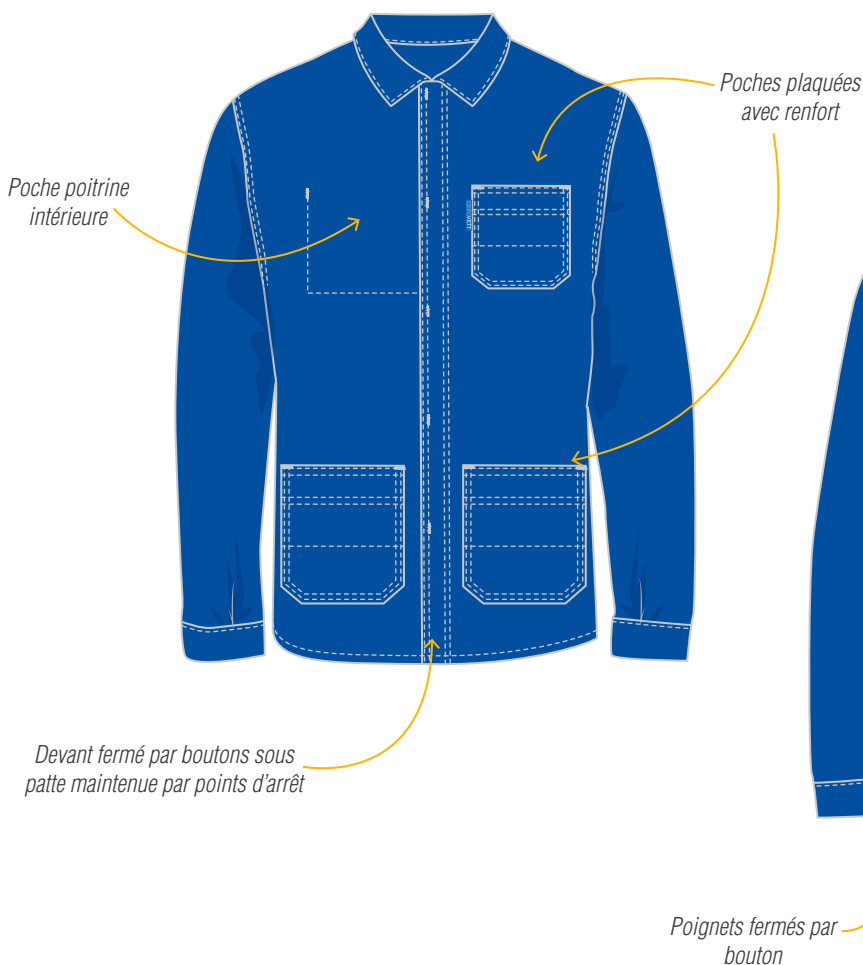 Poches plaquées
avec renfort
Poche poitrine
intérieure
Devant fermé par boutons sous
patte maintenue par points d’arrêt
Poignets fermés par
bouton